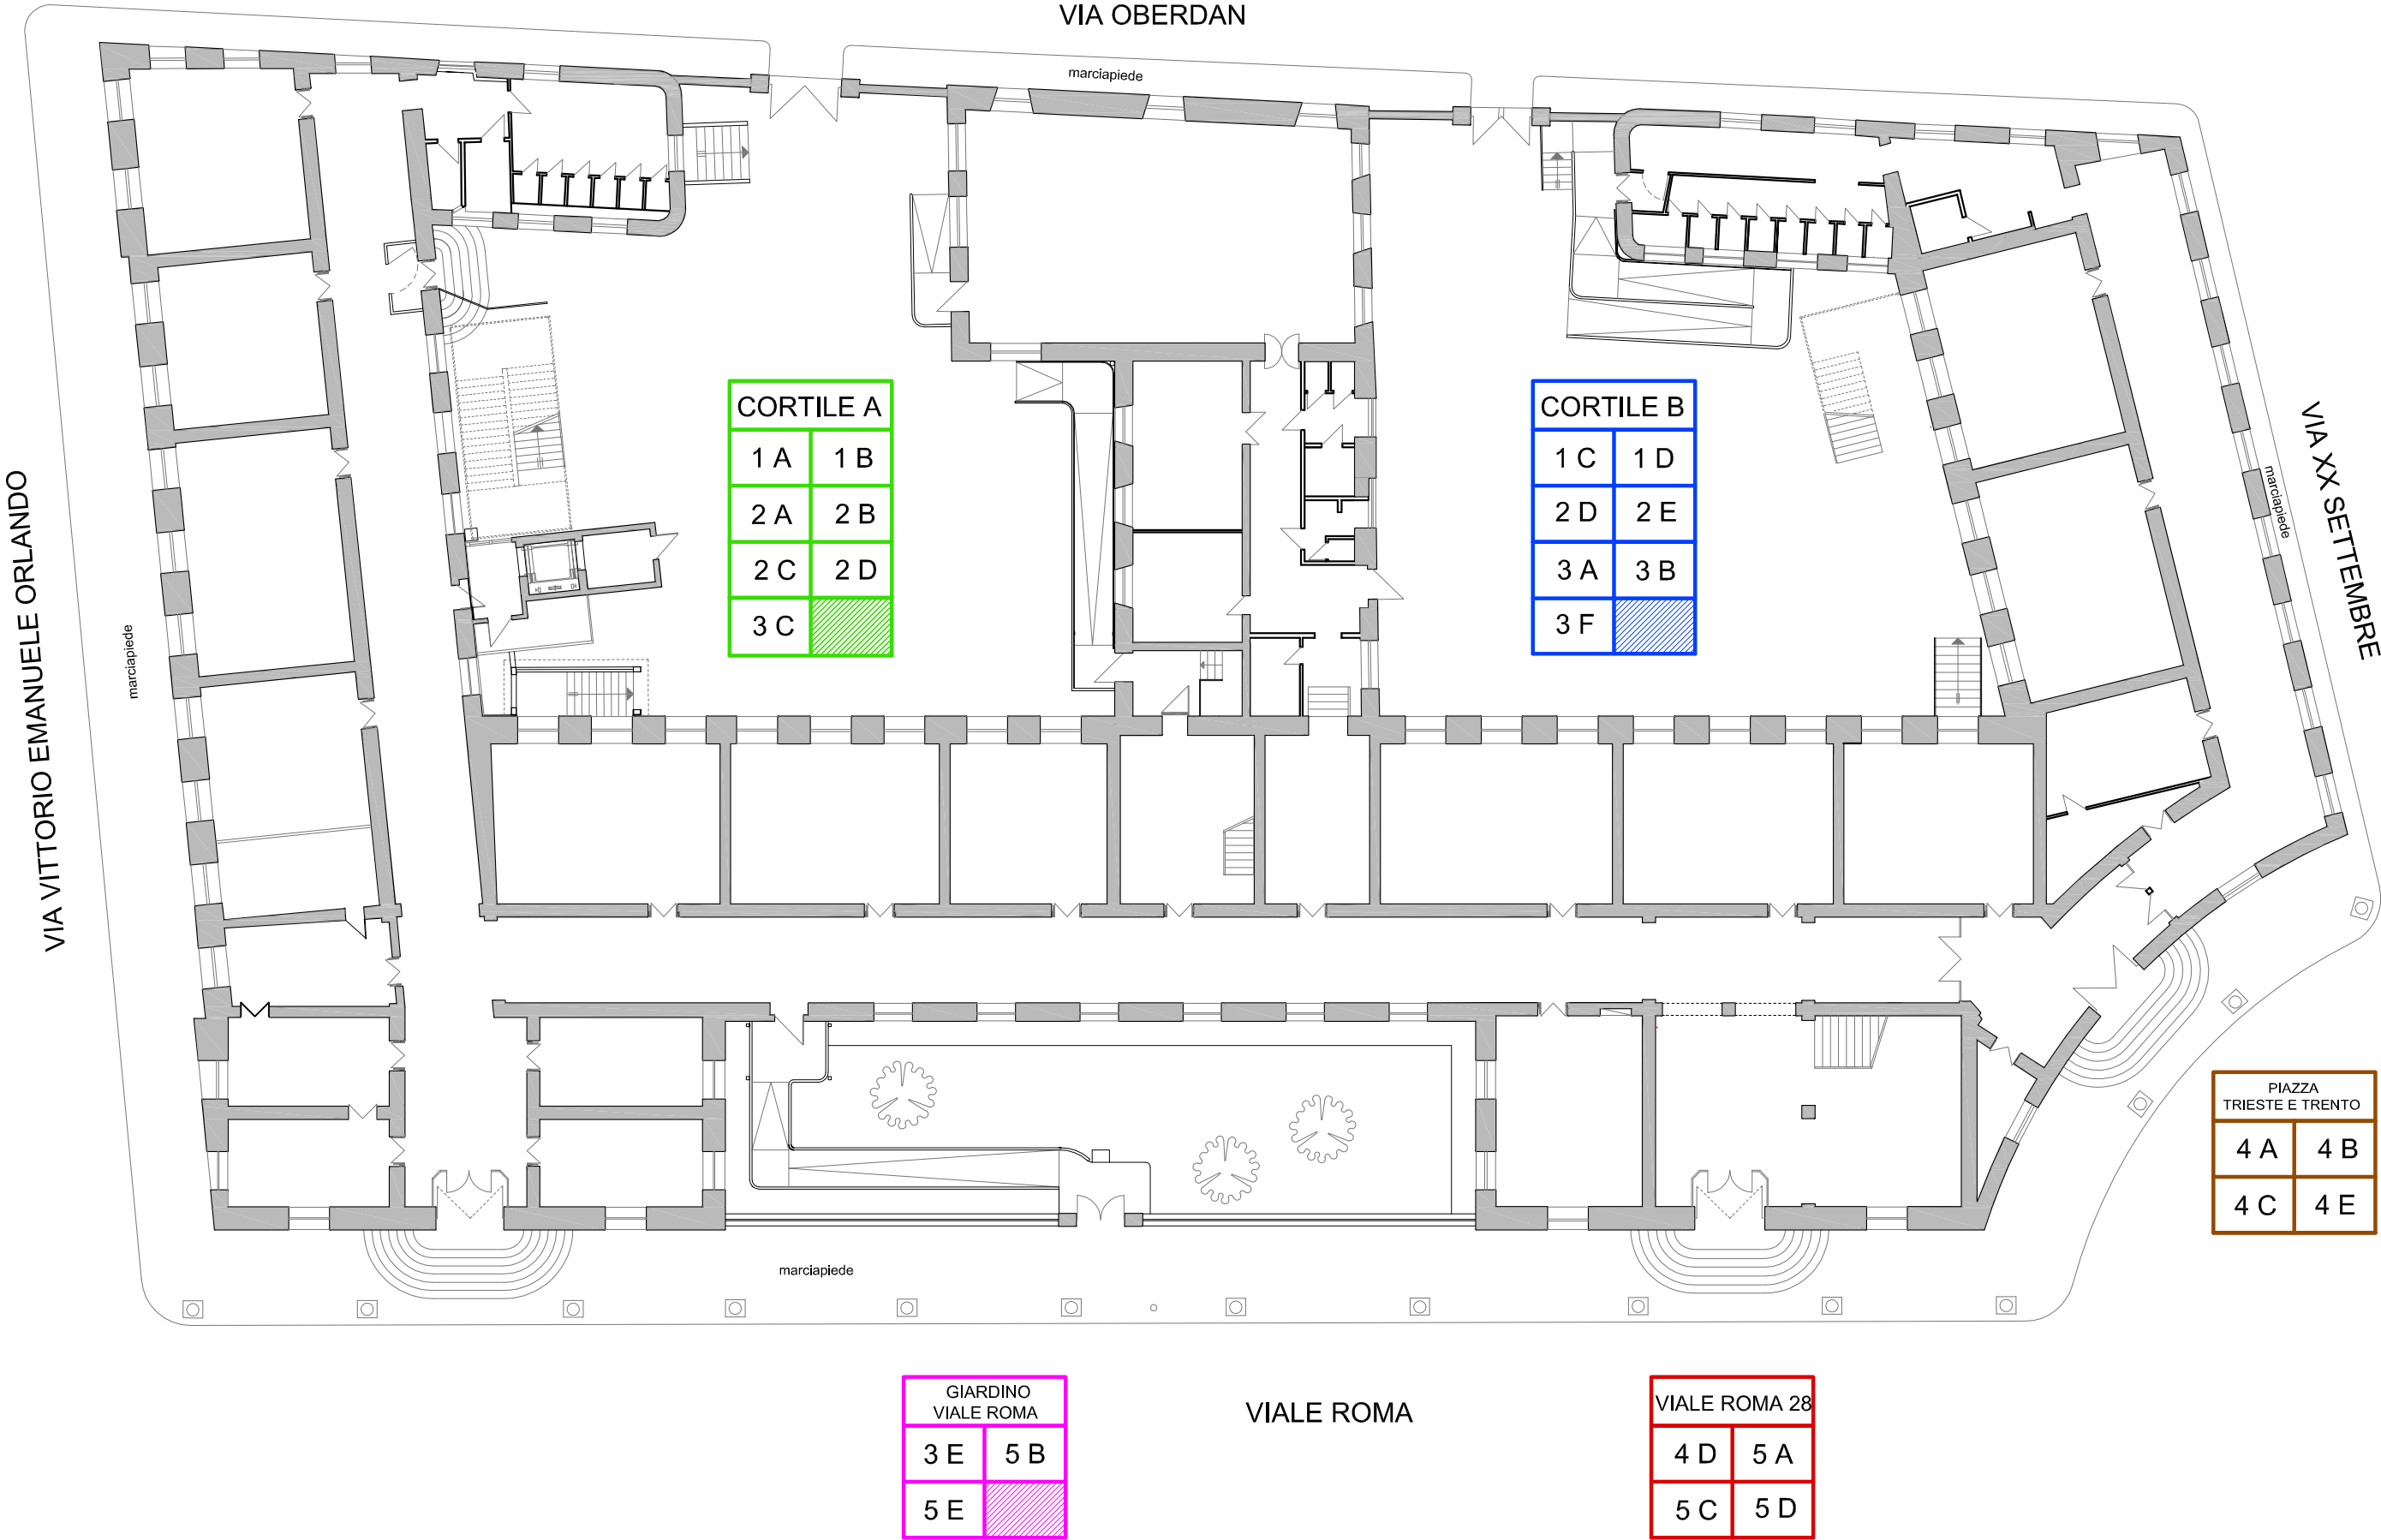 VIA OBERDAN
marciapiede
CORTILE A
1 A 1 B
2 A 2 B
2 C 2 D
3 C
CORTILE B
1 C 1 D
2 D 2 E
3 A 3 B
3 F
VIA XX SETTEMBRE
marciapiede
VIA VITTORIO EMANUELE ORLANDO
marciapiede
PIAZZA
TRIESTE E TRENTO
4 A 4 B
4 C 4 E
marciapiede
GIARDINO
VIALE ROMA
3 E 5 B
5 E
VIALE ROMA
VIALE ROMA 28
4 D 5 A
5 C 5 D